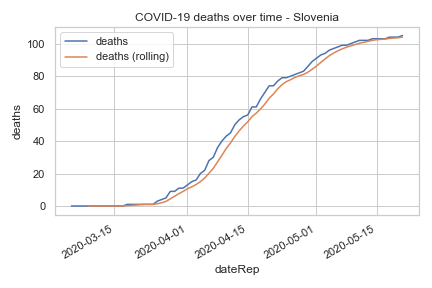 COVID-19 deaths over time - Slovenia
deaths
deaths (rolling)
deaths
100
80
60
40
20
0
2020-03-15
2020-04-01
2020-04-15
2020-05-01
2020-05-15
dateRep